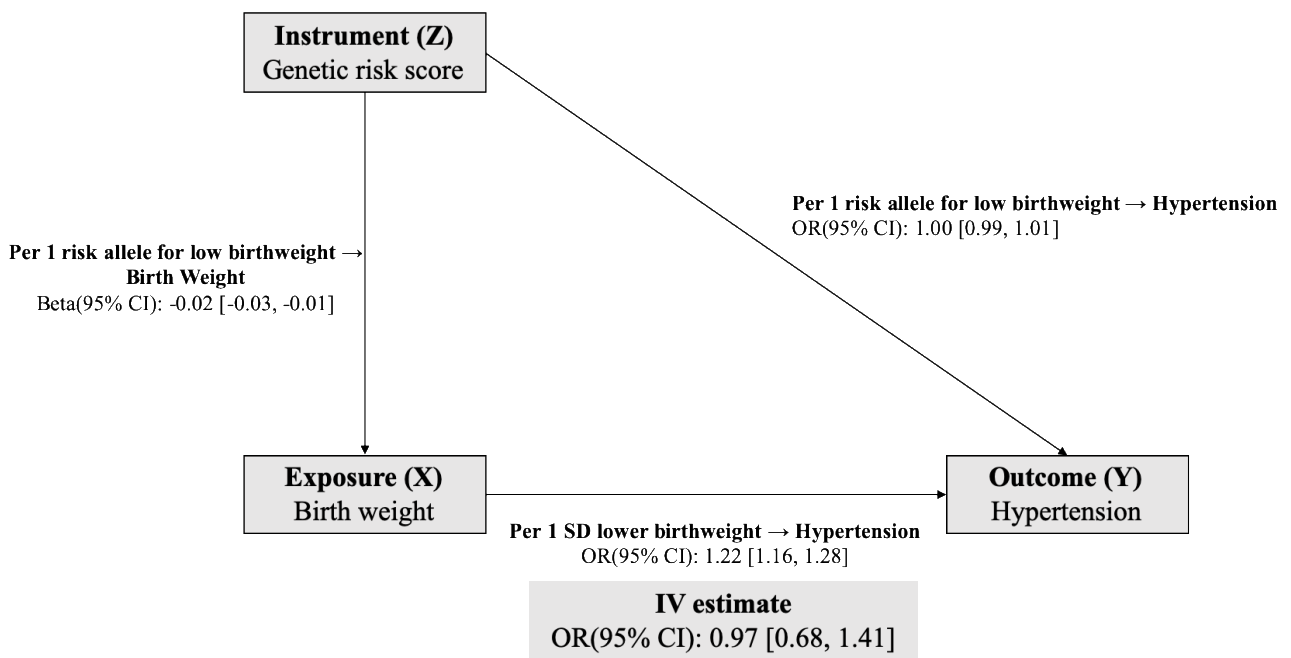 Instrument (Z)
Genetic risk score
Per 1 risk allele for low birthweight → Hypertension
OR(95% CI): 1.00 [0.99, 1.01]
Per 1 risk allele for low birthweight →
Birth Weight
Beta(95% CI): -0.02 [-0.03, -0.01]
Exposure (X)
Birth weight
Outcome (Y)
Hypertension
Per 1 SD lower birthweight → Hypertension
OR(95% CI): 1.22 [1.16, 1.28]
IV estimate
OR(95% CI): 0.97 [0.68, 1.41]